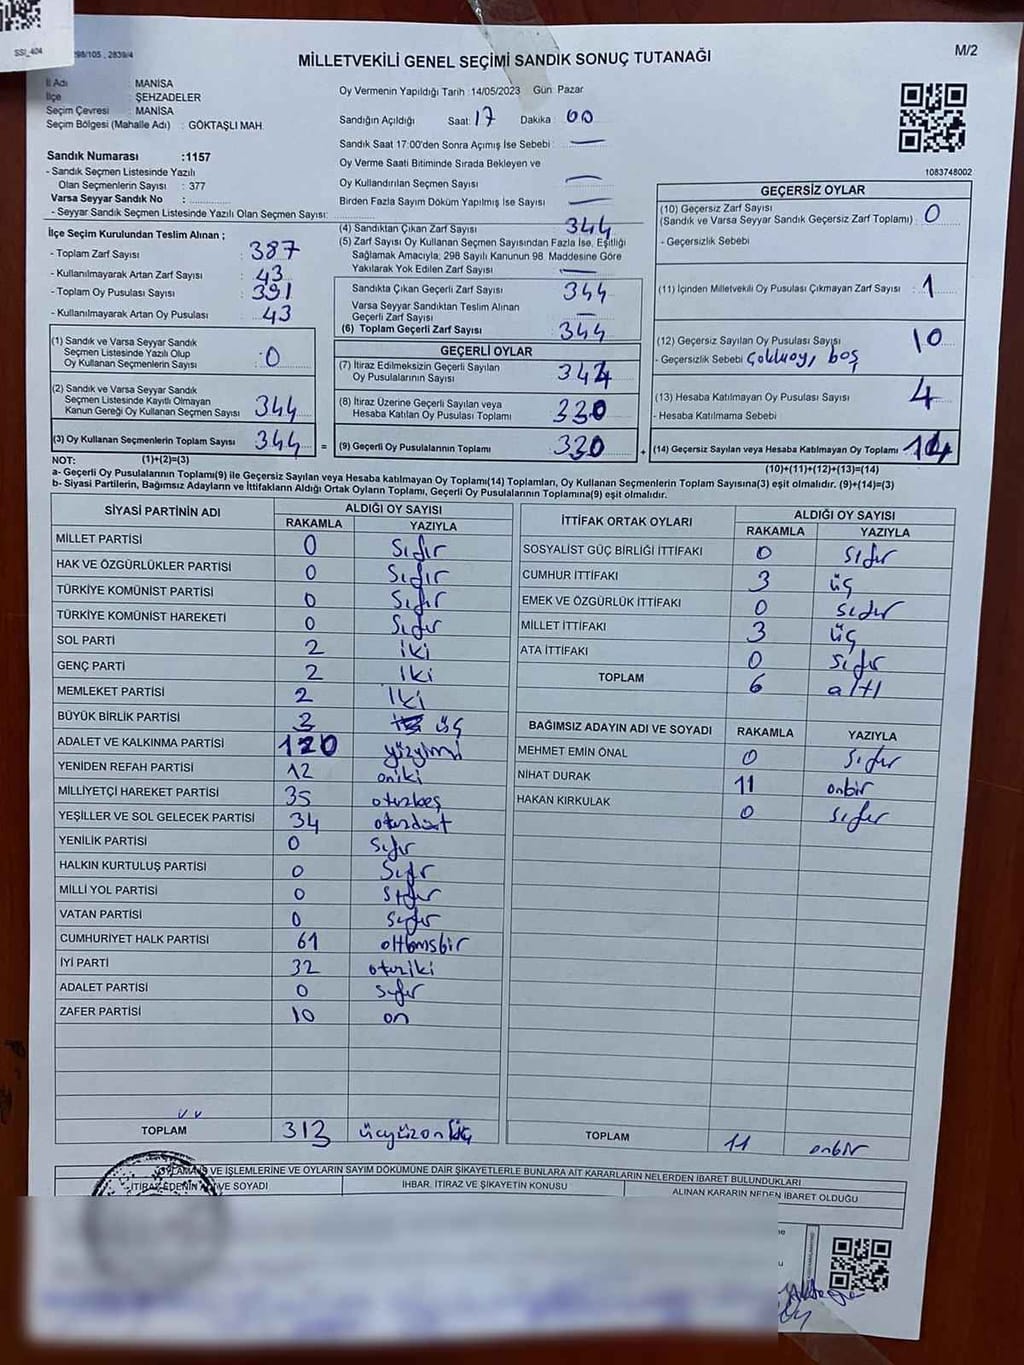 SSI_404
298/105 , 2839/4
MİLLETVEKİLİ GENEL SEÇİMİ SANDIK SONUÇ TUTANAĞI
M/2
İl Adı : MANİSA
İlçe : ŞEHZADELER
Seçim Çevresi : MANİSA
Seçim Bölgesi (Mahalle Adı) : GÖKTAŞLI MAH.
Sandık Numarası :1157
- Sandık Seçmen Listesinde Yazılı
Olan Seçmenlerin Sayısı : 377
Varsa Seyyar Sandık No :
- Seyyar Sandık Seçmen Listesinde Yazılı Olan Seçmen Sayısı:
Oy Vermenin Yapıldığı Tarih :14/05/2023 Gün: Pazar
Sandığın Açıldığı Saat: 17 Dakika : 00
Sandık Saat 17:00'den Sonra Açımış İse Sebebi : —
Oy Verme Saati Bitiminde Sırada Bekleyen ve
Oy Kullandırılan Seçmen Sayısı : —
Birden Fazla Sayım Döküm Yapılmış İse Sayısı : —
1083748002
İlçe Seçim Kurulundan Teslim Alınan ;
- Toplam Zarf Sayısı : 387
- Kullanılmayarak Artan Zarf Sayısı : 43
- Toplam Oy Pusulası Sayısı : 391
- Kullanılmayarak Artan Oy Pusulası : 43
(1) Sandık ve Varsa Seyyar Sandık
Seçmen Listesinde Yazılı Olup
Oy Kullanan Seçmenlerin Sayısı : 0
(2) Sandık ve Varsa Seyyar Sandık
Seçmen Listesinde Kayıtlı Olmayan
Kanun Gereği Oy Kullanan Seçmen Sayısı : 344
(3) Oy Kullanan Seçmenlerin Toplam Sayısı : 344 =
(4) Sandıktan Çıkan Zarf Sayısı : 344
(5) Zarf Sayısı Oy Kullanan Seçmen Sayısından Fazla İse, Eşitliği
Sağlamak Amacıyla; 298 Sayılı Kanunun 98. Maddesine Göre
Yakılarak Yok Edilen Zarf Sayısı : —
Sandıkta Çıkan Geçerli Zarf Sayısı : 344
Varsa Seyyar Sandıktan Teslim Alınan
Geçerli Zarf Sayısı : —
(6) Toplam Geçerli Zarf Sayısı : 344
GEÇERLİ OYLAR
(7) İtiraz Edilmeksizin Geçerli Sayılan
Oy Pusulalarının Sayısı :
(8) İtiraz Üzerine Geçerli Sayılan veya
Hesaba Katılan Oy Pusulası Toplamı : 330
(9) Geçerli Oy Pusulalarının Toplamı : 330 +
GEÇERSİZ OYLAR
(10) Geçersiz Zarf Sayısı
(Sandık ve Varsa Seyyar Sandık Geçersiz Zarf Toplamı) : 0
- Geçersizlik Sebebi :
(11) İçinden Milletvekili Oy Pusulası Çıkmayan Zarf Sayısı : 1
(12) Geçersiz Sayılan Oy Pusulası Sayısı : 10
- Geçersizlik Sebebi : boş
(13) Hesaba Katılmayan Oy Pusulası Sayısı : 4
- Hesaba Katılmama Sebebi :
(14) Geçersiz Sayılan veya Hesaba Katılmayan Oy Toplamı : 14
NOT: (1)+(2)=(3)
(10)+(11)+(12)+(13)=(14)
a- Geçerli Oy Pusulalarının Toplamı(9) ile Geçersiz Sayılan veya Hesaba Katılmayan Oy Toplamı(14) Toplamları, Oy Kullanan Seçmenlerin Toplam Sayısına(3) eşit olmalıdır. (9)+(14)=(3)
b- Siyasi Partilerin, Bağımsız Adayların ve İttifakların Aldığı Ortak Oyların Toplamı, Geçerli Oy Pusulalarının Toplamına(9) eşit olmalıdır.
SİYASİ PARTİNİN ADI ALDIĞI OY SAYISI
RAKAMLA YAZIYLA
MİLLET PARTİSİ 0 sıfır
HAK VE ÖZGÜRLÜKLER PARTİSİ 0 sıfır
TÜRKİYE KOMÜNİST PARTİSİ 0 sıfır
TÜRKİYE KOMÜNİST HAREKETİ 0 sıfır
SOL PARTİ 2 iki
GENÇ PARTİ 2 iki
MEMLEKET PARTİSİ 2 iki
BÜYÜK BİRLİK PARTİSİ 3 üç
ADALET VE KALKINMA PARTİSİ 120 yüzyirmi
YENİDEN REFAH PARTİSİ 12 oniki
MİLLİYETÇİ HAREKET PARTİSİ 35 otuzbeş
YEŞİLLER VE SOL GELECEK PARTİSİ 34 otuzdört
YENİLİK PARTİSİ 0 sıfır
HALKIN KURTULUŞ PARTİSİ 0 sıfır
MİLLİ YOL PARTİSİ 0 sıfır
VATAN PARTİSİ 0 sıfır
CUMHURİYET HALK PARTİSİ 61 altbmışbir
İYİ PARTİ 32 otuziki
ADALET PARTİSİ 0 sıfır
ZAFER PARTİSİ 10 on
TOPLAM 313
İTTİFAK ORTAK OYLARI ALDIĞI OY SAYISI
RAKAMLA YAZIYLA
SOSYALİST GÜÇ BİRLİĞİ İTTİFAKI 0 sıfır
CUMHUR İTTİFAKI 3 üç
EMEK VE ÖZGÜRLÜK İTTİFAKI 0 sıfır
MİLLET İTTİFAKI 3 üç
ATA İTTİFAKI 0 sıfır
TOPLAM 6 altı
BAĞIMSIZ ADAYIN ADI VE SOYADI RAKAMLA YAZIYLA
MEHMET EMİN ÖNAL 0 sıfır
NİHAT DURAK 11 onbir
HAKAN KIRKULAK 0 sıfır
TOPLAM 11 onbir
VE İŞLEMLERİNE VE OYLARIN SAYIM DÖKÜMÜNE DAİR ŞİKAYETLERLE BUNLARA AİT KARARLARIN NELERDEN İBARET BULUNDUKLARI
İTİRAZ EDENİN ADI VE SOYADI İHBAR, İTİRAZ VE ŞİKAYETİN KONUSU ALINAN KARARIN NEDEN İBARET OLDUĞU